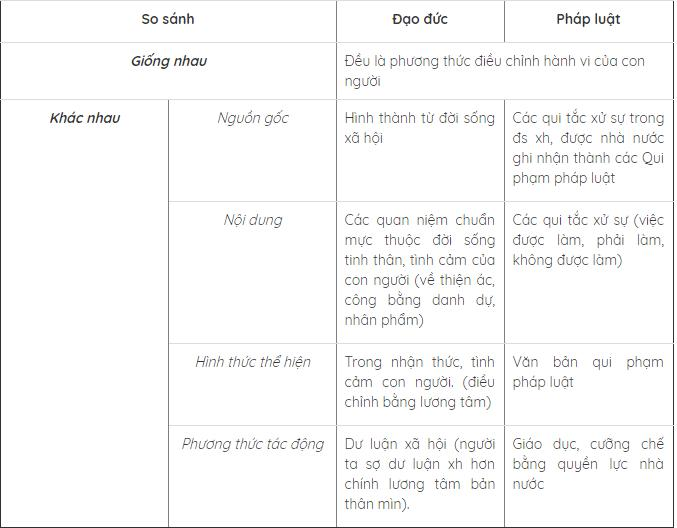 So sánh
Đạo đức
Pháp luật
Giống nhau
Đều là phương thức điều chỉnh hành vi của con
người
Khác nhau
Nguồn gốc
Hình thành từ đời sống
xã hội
Các qui tắc xử sự trong
đs xh, được nhà nước
ghi nhận thành các Qui
phạm pháp luật
Nội dung
Các quan niệm chuẩn
mực thuộc đời sống
tinh thân, tình cảm của
con người (về thiện ác,
công bằng danh dự,
nhân phẩm)
Các qui tắc xử sự (việc
được làm, phải làm,
không được làm)
Hình thức thể hiện
Trong nhận thức, tình
cảm con người. (điều
chỉnh bằng lương tâm)
Văn bản qui phạm
pháp luật
Phương thức tác động
Dư luận xã hội (người
ta sợ dư luận xh hơn
chính lương tâm bản
thân mìn).
Giáo dục, cưỡng chế
bằng quyền lực nhà
nước